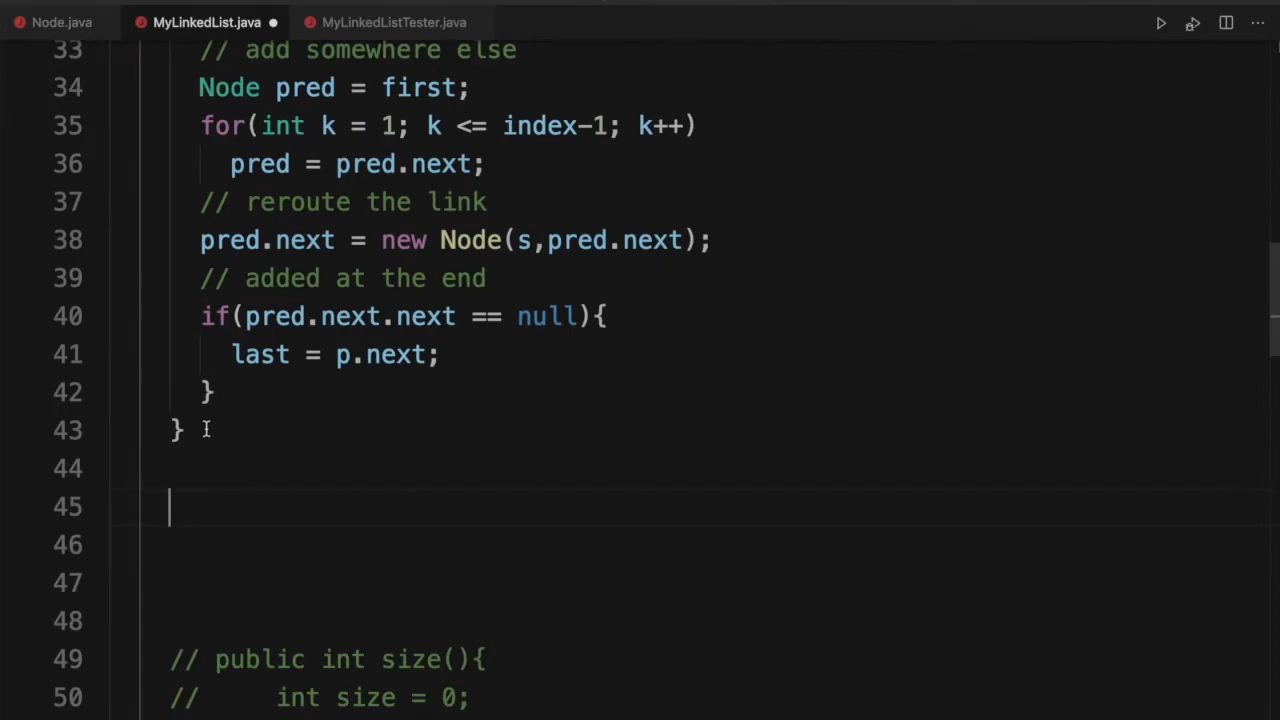 Node.java MyLinkedList.java MyLinkedListTester.java
33 // add somewhere else
34 Node pred = first;
35 for(int k = 1; k <= index-1; k++)
36 pred = pred.next;
37 // reroute the link
38 pred.next = new Node(s,pred.next);
39 // added at the end
40 if(pred.next.next == null){
41 last = p.next;
42 }
43 }
44
45
46
47
48
49 // public int size(){
50 // int size = 0;